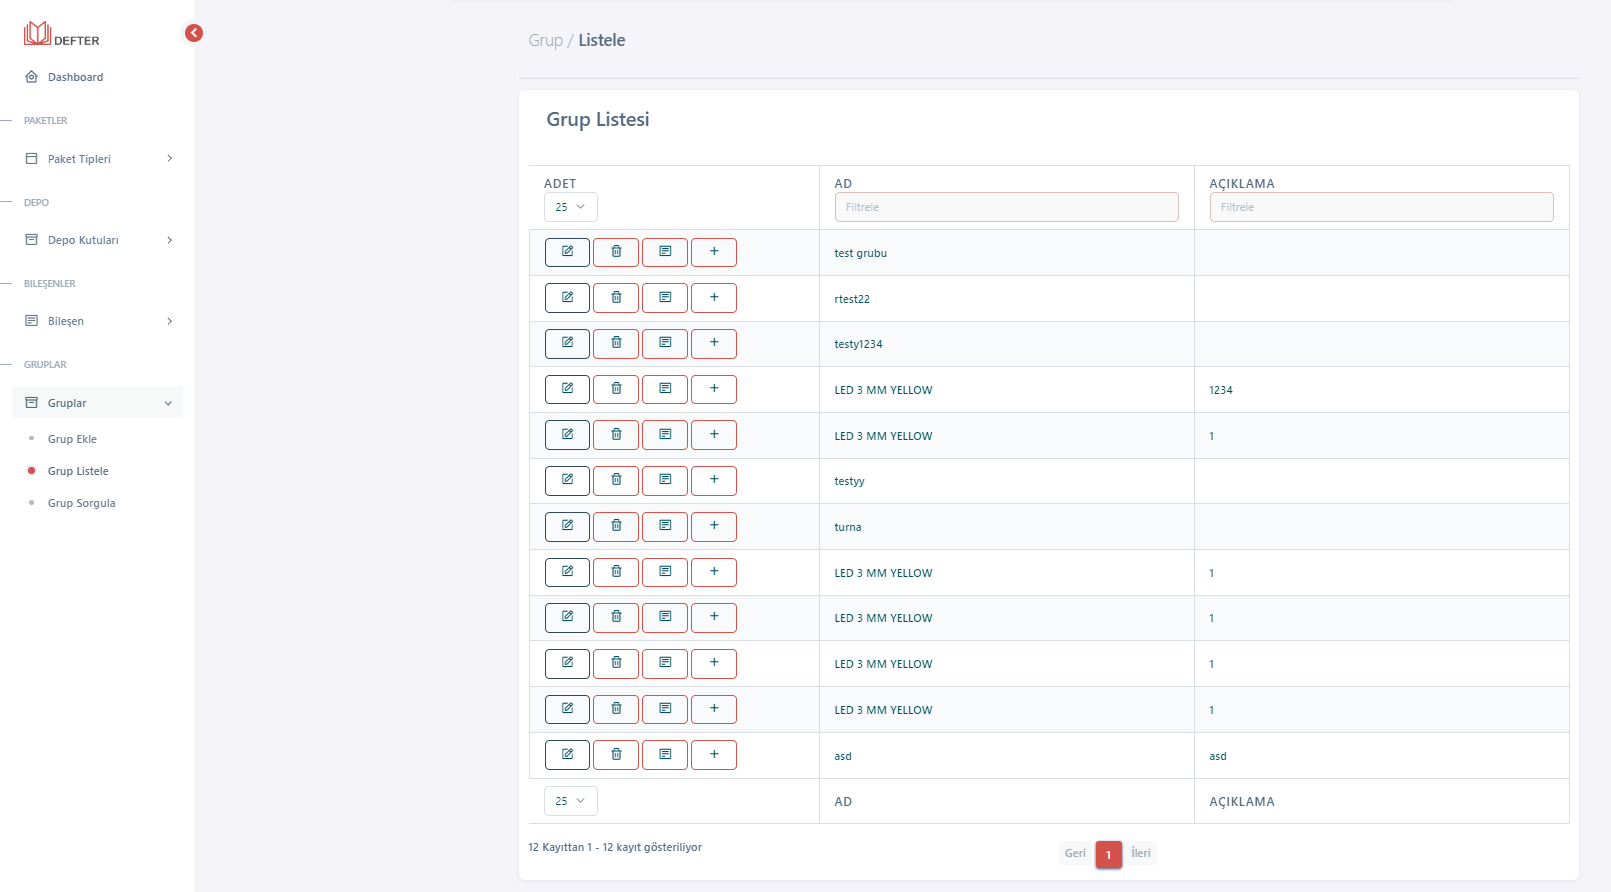 DEFTER
Dashboard
PAKETLER
Paket Tipleri
DEPO
Depo Kutuları
BILEŞENLER
Bileşen
GRUPLAR
Gruplar
Grup Ekle
Grup Listele
Grup Sorgula
Grup / Listele
Grup Listesi
ADET AD AÇIKLAMA
25 Filtrele Filtrele
test grubu
rtest22
testy1234
LED 3 MM YELLOW 1234
LED 3 MM YELLOW 1
testyy
turna
LED 3 MM YELLOW 1
LED 3 MM YELLOW 1
LED 3 MM YELLOW 1
LED 3 MM YELLOW 1
asd asd
25 AD AÇIKLAMA
12 Kayıttan 1 - 12 kayıt gösteriliyor Geri 1 İleri